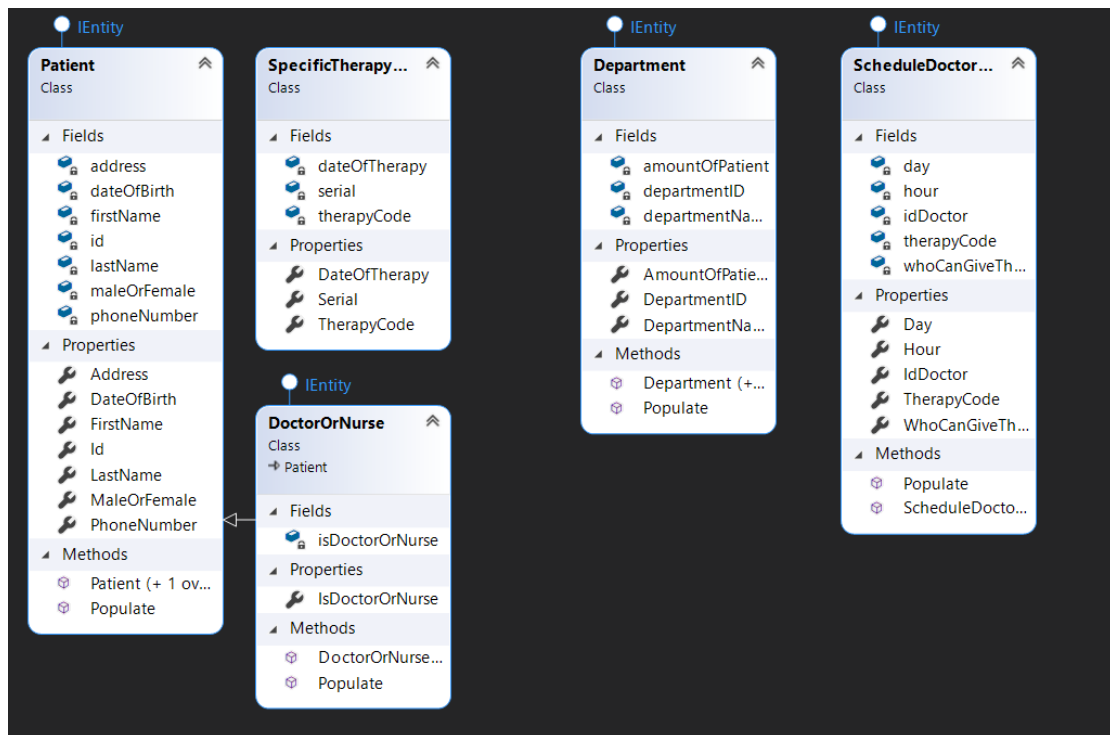 IEntity
Patient
Class
Fields
address
dateOfBirth
firstName
id
lastName
maleOrFemale
phoneNumber
Properties
Address
DateOfBirth
FirstName
Id
LastName
MaleOrFemale
PhoneNumber
Methods
Patient (+ 1 ov...
Populate
SpecificTherapy...
Class
Fields
dateOfTherapy
serial
therapyCode
Properties
DateOfTherapy
Serial
TherapyCode
IEntity
DoctorOrNurse
Class
Patient
Fields
isDoctorOrNurse
Properties
IsDoctorOrNurse
Methods
DoctorOrNurse...
Populate
IEntity
Department
Class
Fields
amountOfPatient
departmentID
departmentNa...
Properties
AmountOfPatie...
DepartmentID
DepartmentNa...
Methods
Department (+...
Populate
IEntity
ScheduleDoctor...
Class
Fields
day
hour
idDoctor
therapyCode
whoCanGiveTh...
Properties
Day
Hour
IdDoctor
TherapyCode
WhoCanGiveTh...
Methods
Populate
ScheduleDocto...